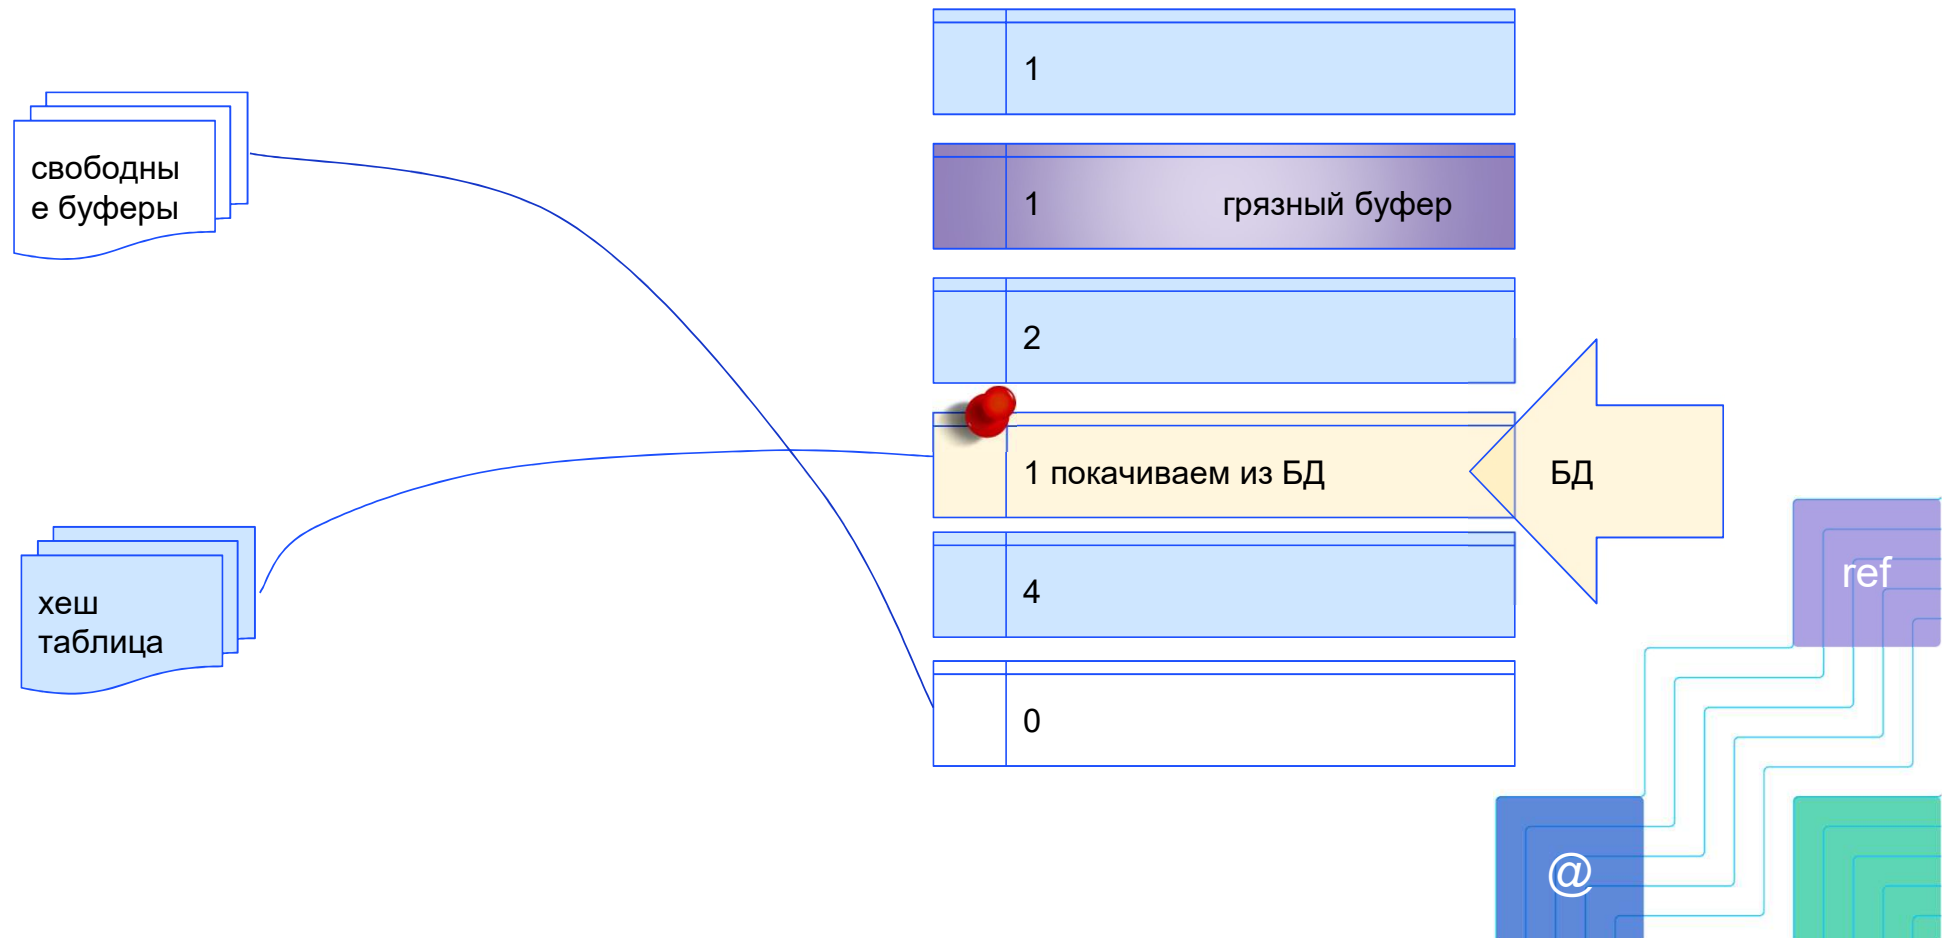 1
свободны
е буферы
1 грязный буфер
2
1 покачиваем из БД
БД
ref
хеш
таблица
4
0
@